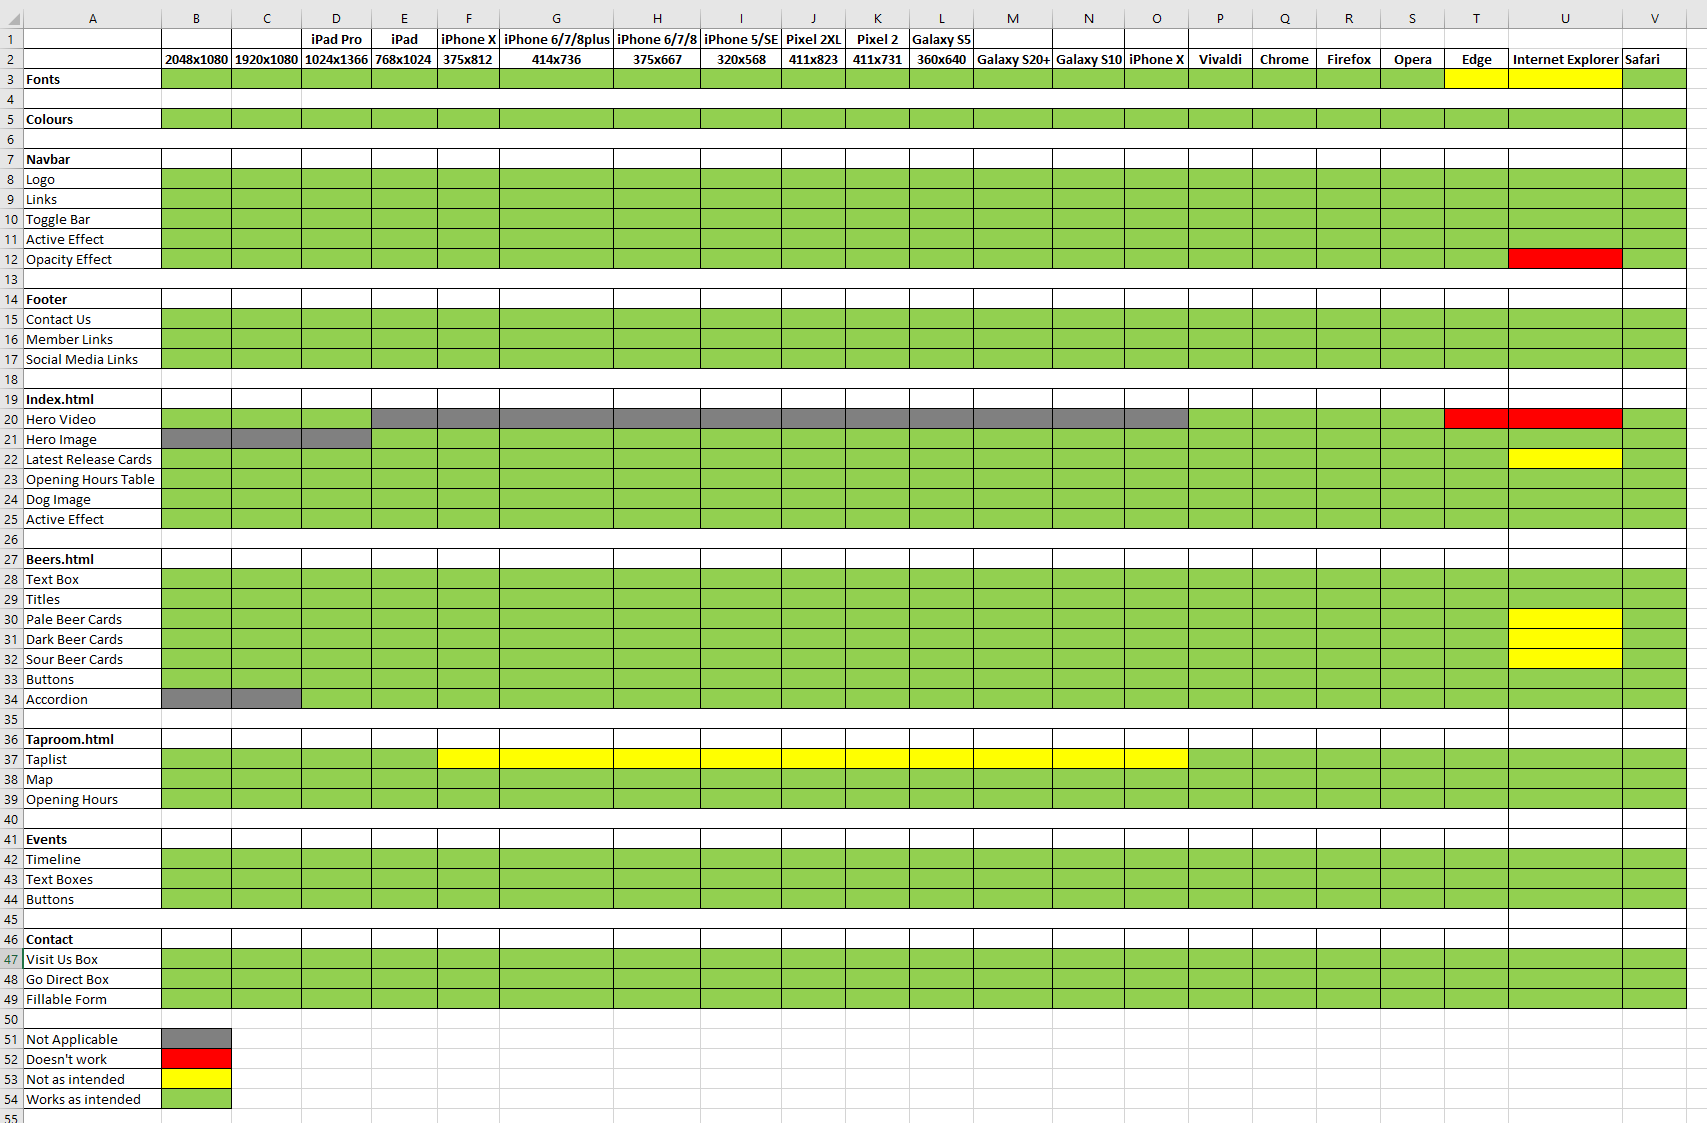 A B C D E F G H I J K L M N O P Q R S T U V
1 iPad Pro iPad iPhone X iPhone 6/7/8plus iPhone 6/7/8 iPhone 5/SE Pixel 2XL Pixel 2 Galaxy S5
2 2048x1080 1920x1080 1024x1366 768x1024 375x812 414x736 375x667 320x568 411x823 411x731 360x640 Galaxy S20+ Galaxy S10 iPhone X Vivaldi Chrome Firefox Opera Edge Internet Explorer Safari
3 Fonts
4
5 Colours
6
7 Navbar
8 Logo
9 Links
10 Toggle Bar
11 Active Effect
12 Opacity Effect
13
14 Footer
15 Contact Us
16 Member Links
17 Social Media Links
18
19 Index.html
20 Hero Video
21 Hero Image
22 Latest Release Cards
23 Opening Hours Table
24 Dog Image
25 Active Effect
26
27 Beers.html
28 Text Box
29 Titles
30 Pale Beer Cards
31 Dark Beer Cards
32 Sour Beer Cards
33 Buttons
34 Accordion
35
36 Taproom.html
37 Taplist
38 Map
39 Opening Hours
40
41 Events
42 Timeline
43 Text Boxes
44 Buttons
45
46 Contact
47 Visit Us Box
48 Go Direct Box
49 Fillable Form
50
51 Not Applicable
52 Doesn't work
53 Not as intended
54 Works as intended
55